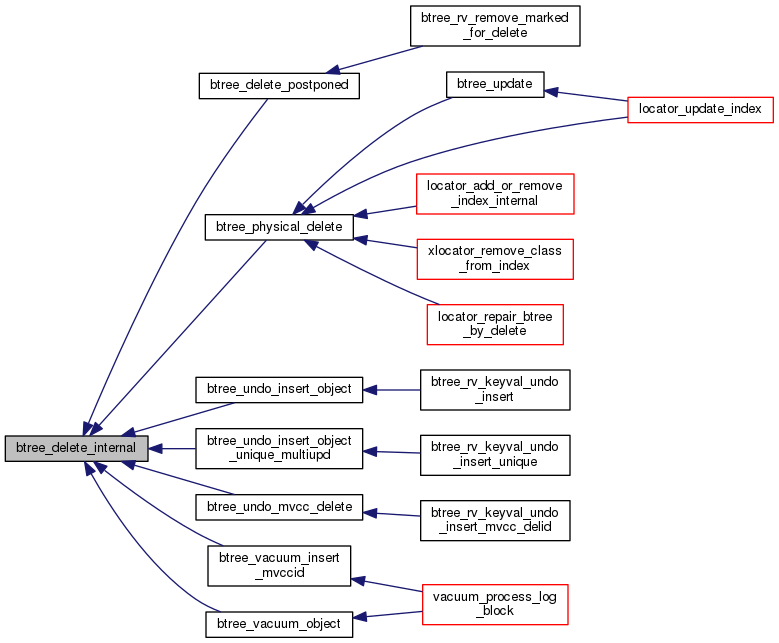 btree_rv_remove_marked
_for_delete
btree_delete_postponed
btree_update
locator_update_index
locator_add_or_remove
_index_internal
btree_physical_delete
xlocator_remove_class
_from_index
locator_repair_btree
_by_delete
btree_undo_insert_object
btree_rv_keyval_undo
_insert
btree_delete_internal
btree_undo_insert_object
_unique_multiupd
btree_rv_keyval_undo
_insert_unique
btree_undo_mvcc_delete
btree_rv_keyval_undo
_insert_mvcc_delid
btree_vacuum_insert
_mvccid
vacuum_process_log
_block
btree_vacuum_object